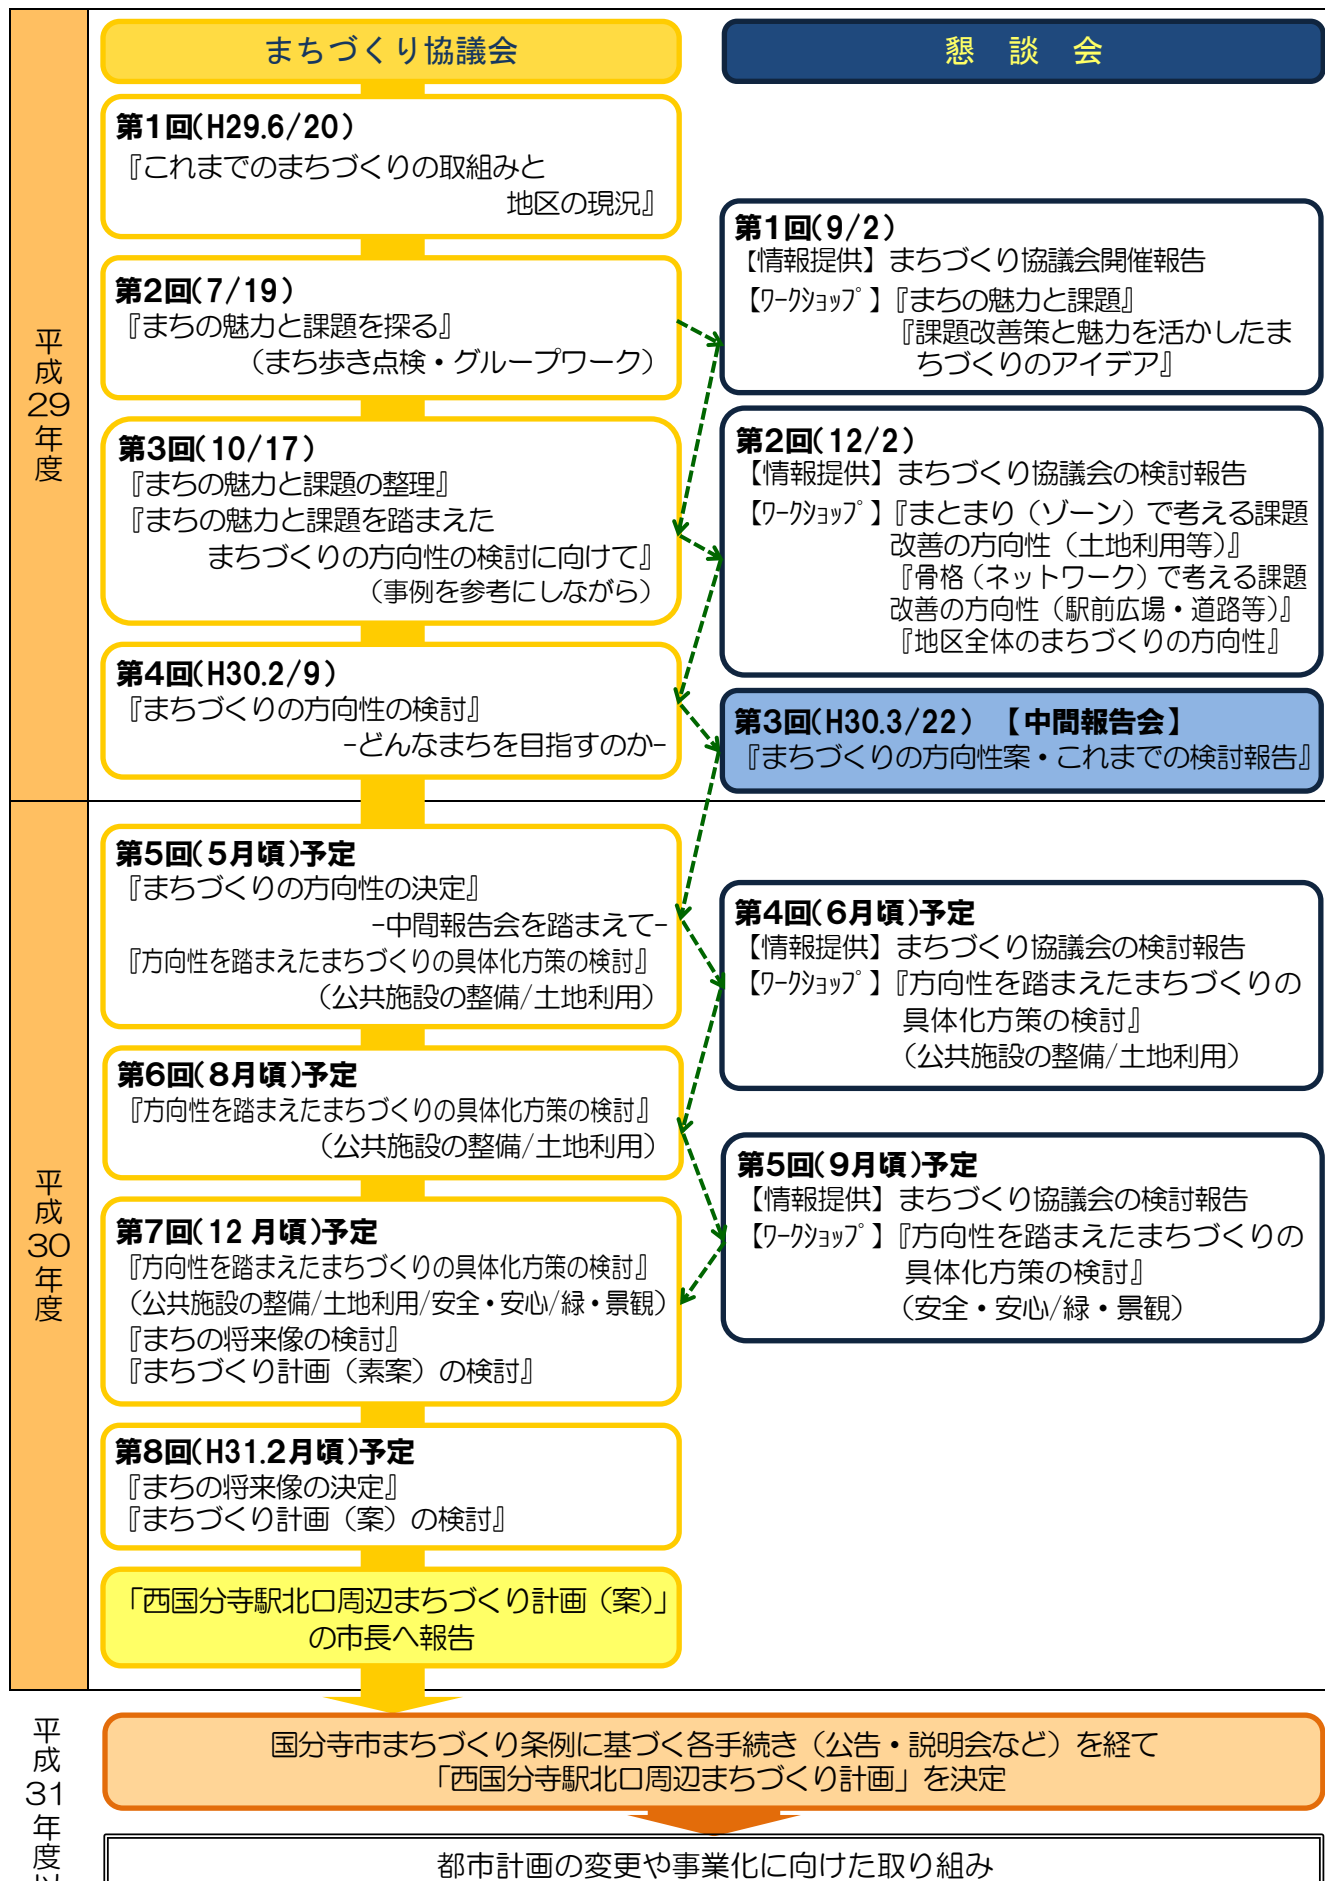 まちづくり協議会
懇 談 会
平成29年度
第1回(H29.6/20)
『これまでのまちづくりの取組みと
地区の現況』
第2回(7/19)
『まちの魅力と課題を探る』
(まち歩き点検・グループワーク)
第3回(10/17)
『まちの魅力と課題の整理』
『まちの魅力と課題を踏まえた
まちづくりの方向性の検討に向けて』
(事例を参考にしながら)
第4回(H30.2/9)
『まちづくりの方向性の検討』
-どんなまちを目指すのか-
第1回(9/2)
【情報提供】まちづくり協議会開催報告
【ワークショップ】『まちの魅力と課題』
『課題改善策と魅力を活かしたま
ちづくりのアイデア』
第2回(12/2)
【情報提供】まちづくり協議会の検討報告
【ワークショップ】『まとまり(ゾーン)で考える課題
改善の方向性(土地利用等)』
『骨格(ネットワーク)で考える課題
改善の方向性(駅前広場・道路等)』
『地区全体のまちづくりの方向性』
第3回(H30.3/22) 【中間報告会】
『まちづくりの方向性案・これまでの検討報告』
平成30年度
第5回(5月頃)予定
『まちづくりの方向性の決定』
-中間報告会を踏まえて-
『方向性を踏まえたまちづくりの具体化方策の検討』
(公共施設の整備/土地利用)
第6回(8月頃)予定
『方向性を踏まえたまちづくりの具体化方策の検討』
(公共施設の整備/土地利用)
第7回(12月頃)予定
『方向性を踏まえたまちづくりの具体化方策の検討』
(公共施設の整備/土地利用/安全・安心/緑・景観)
『まちの将来像の検討』
『まちづくり計画(素案)の検討』
第8回(H31.2月頃)予定
『まちの将来像の決定』
『まちづくり計画(案)の検討』
「西国分寺駅北口周辺まちづくり計画(案)」
の市長へ報告
第4回(6月頃)予定
【情報提供】まちづくり協議会の検討報告
【ワークショップ】『方向性を踏まえたまちづくりの
具体化方策の検討』
(公共施設の整備/土地利用)
第5回(9月頃)予定
【情報提供】まちづくり協議会の検討報告
【ワークショップ】『方向性を踏まえたまちづくりの
具体化方策の検討』
(安全・安心/緑・景観)
平成31年度
国分寺市まちづくり条例に基づく各手続き(公告・説明会など)を経て
「西国分寺駅北口周辺まちづくり計画」を決定
都市計画の変更や事業化に向けた取り組み